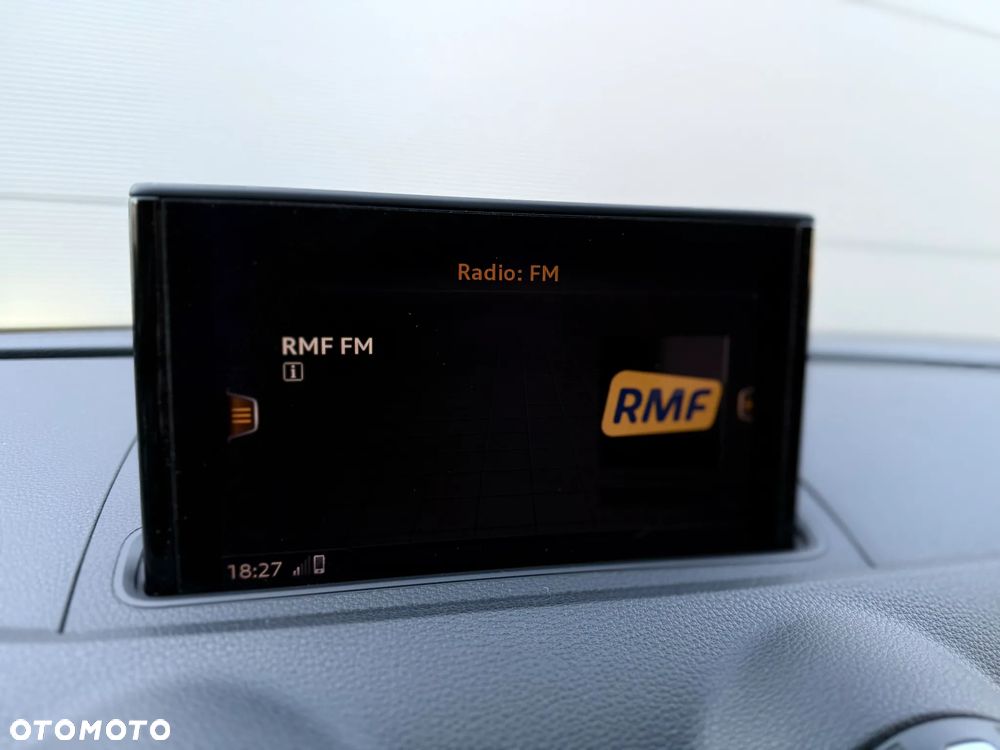 Radio: FM
RMF FM
RMF
18:27
OTOMOTO